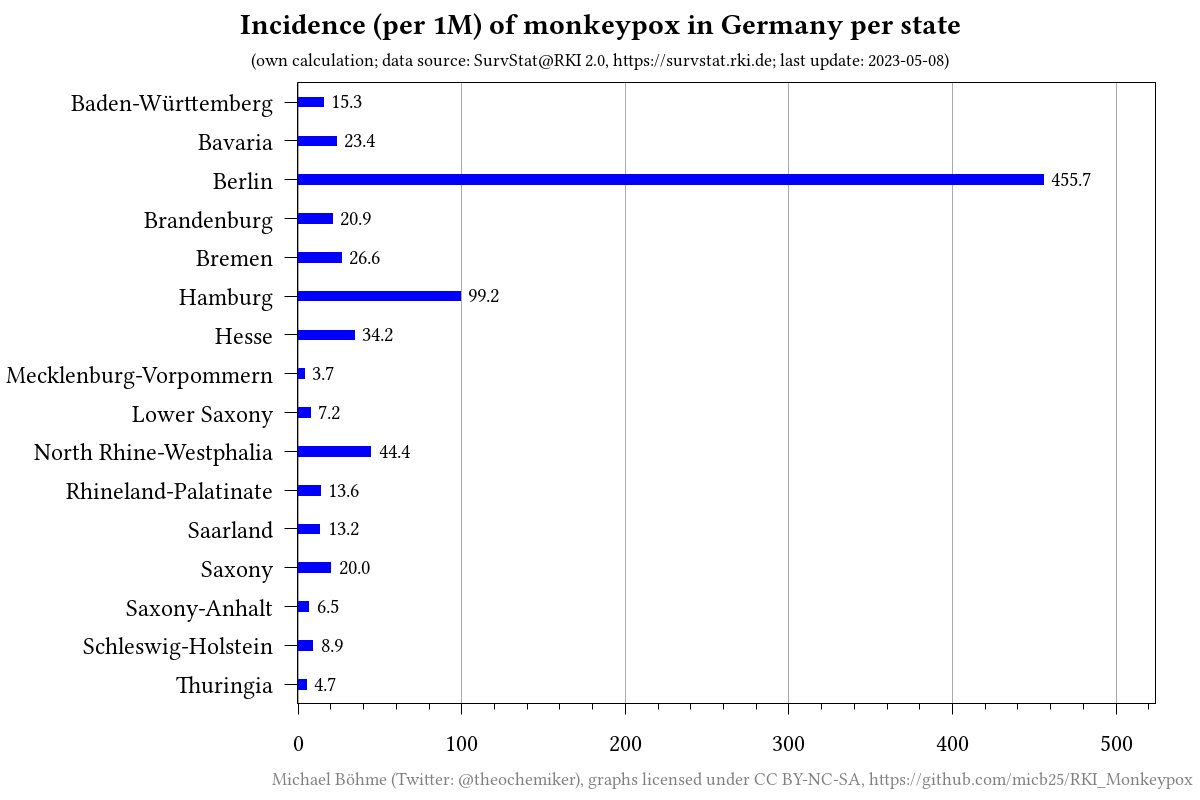 Incidence (per 1M) of monkeypox in Germany per state
(own calculation; data source: SurvStat@RKI 2.0, https://survstat.rki.de; last update: 2023-05-08)
Baden-Württemberg 15.3
Bavaria 23.4
Berlin 455.7
Brandenburg 20.9
Bremen 26.6
Hamburg 99.2
Hesse 34.2
Mecklenburg-Vorpommern 3.7
Lower Saxony 7.2
North Rhine-Westphalia 44.4
Rhineland-Palatinate 13.6
Saarland 13.2
Saxony 20.0
Saxony-Anhalt 6.5
Schleswig-Holstein 8.9
Thuringia 4.7
0 100 200 300 400 500
Michael Böhme (Twitter: @theochemiker), graphs licensed under CC BY-NC-SA, https://github.com/micb25/RKI_Monkeypox